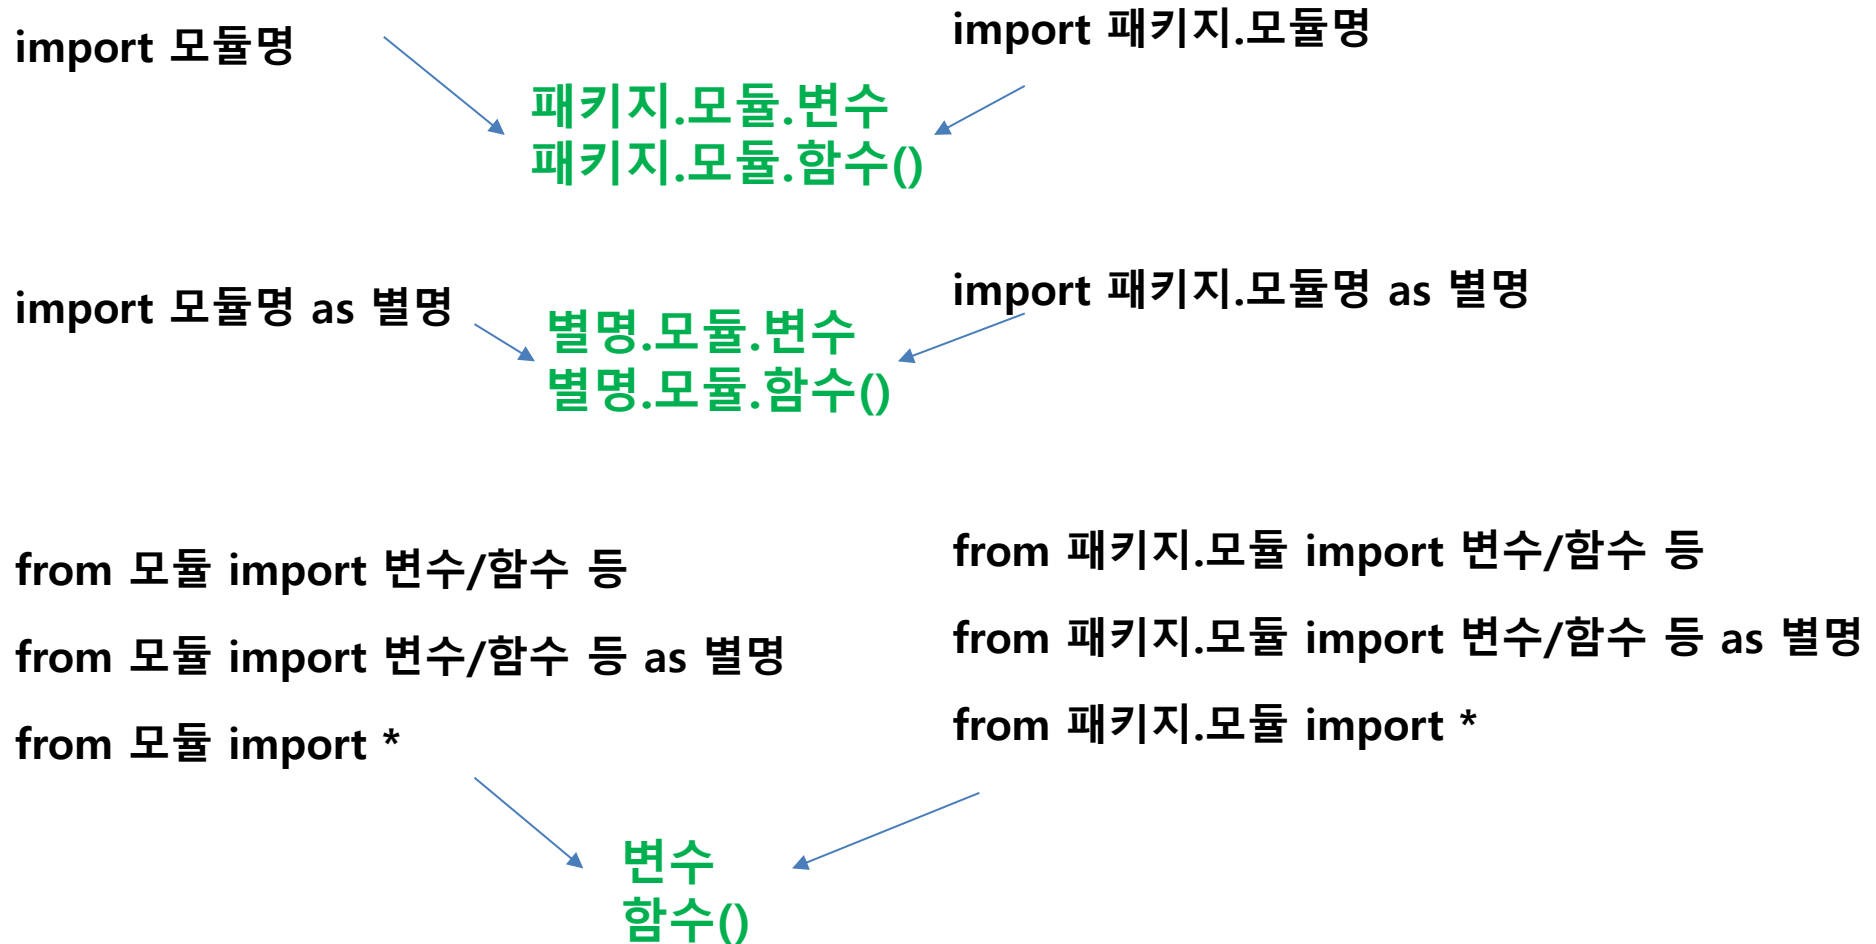 import 모듈명
import 패키지.모듈명
패키지.모듈.변수
패키지.모듈.함수()
import 모듈명 as 별명
import 패키지.모듈명 as 별명
별명.모듈.변수
별명.모듈.함수()
from 모듈 import 변수/함수 등
from 모듈 import 변수/함수 등 as 별명
from 모듈 import *
from 패키지.모듈 import 변수/함수 등
from 패키지.모듈 import 변수/함수 등 as 별명
from 패키지.모듈 import *
변수
함수()